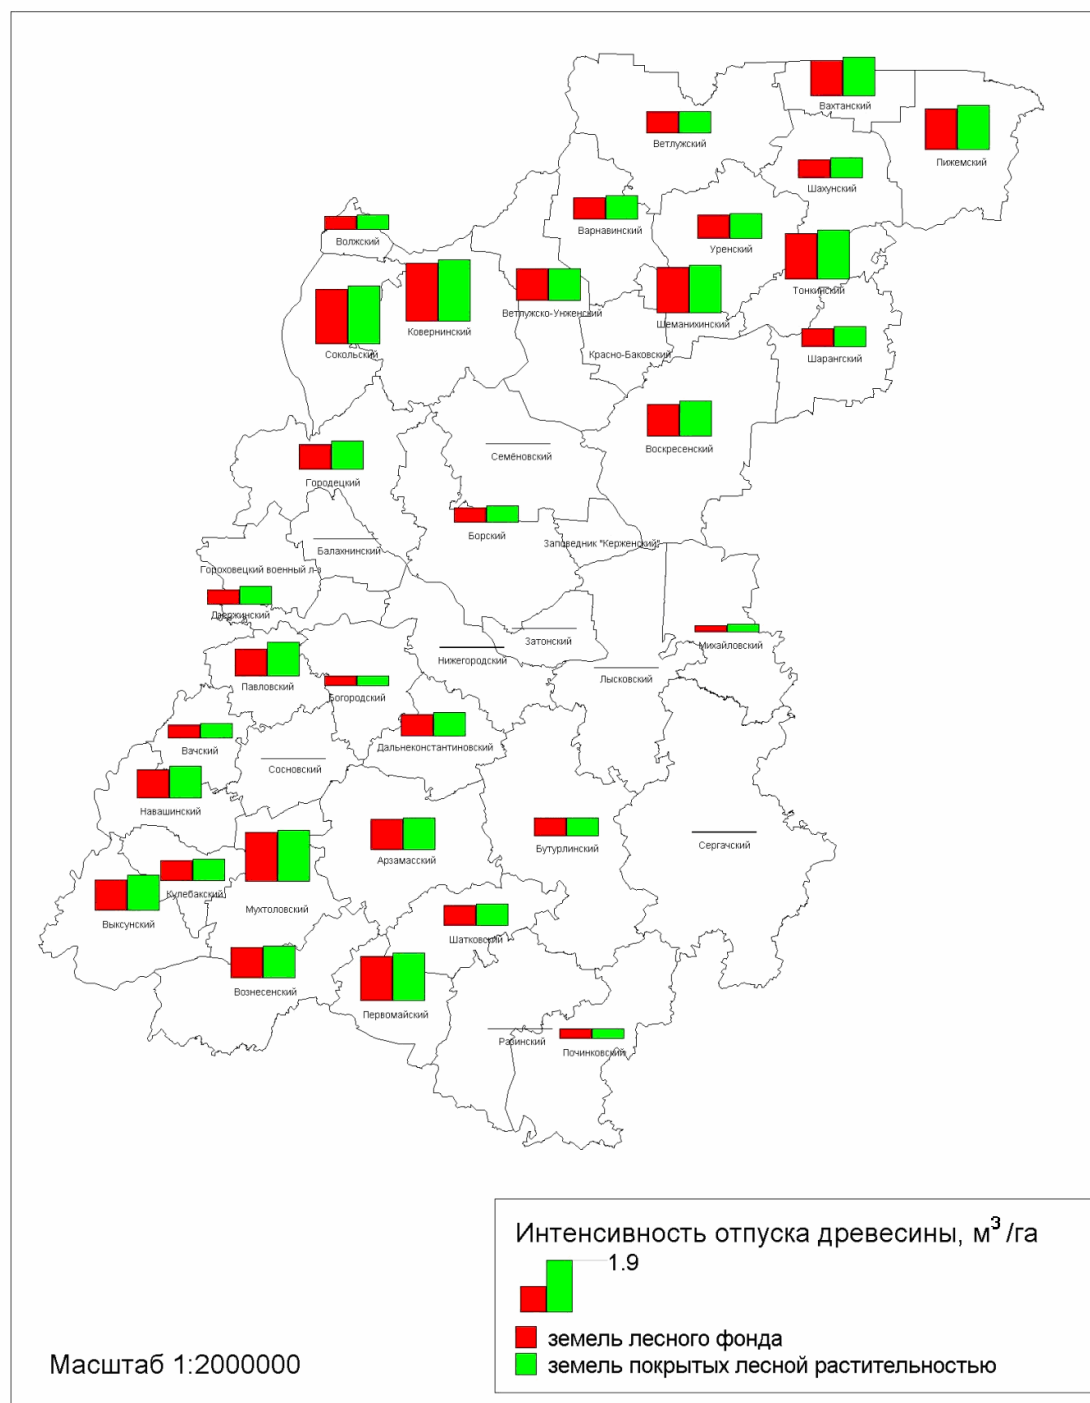 Вахтанский
Ветлужский
Пижемский
Шахунский
Варнавинский
Волжский
Уренский
Тонкинский
Ветлужско-Унженский
Шеманихинский
Ковернинский
Сокольский
Красно-Баковский
Шарангский
Воскресенский
Семёновский
Городецкий
Борский
Заповедник "Керженский"
Балахнинский
Гороховецкий военный л-з
Дзержинский
Затонский
Михайловский
Нижегородский
Лысковский
Павловский
Богородский
Дальнеконстантиновский
Вачский
Сосновский
Навашинский
Арзамасский
Бутурлинский
Сергачский
Кулебакский
Мухтоловский
Выксунский
Шатковский
Вознесенский
Первомайский
Разинский
Починковский
Интенсивность отпуска древесины, м³/га
1.9
земель лесного фонда
земель покрытых лесной растительностью
Масштаб 1:2000000